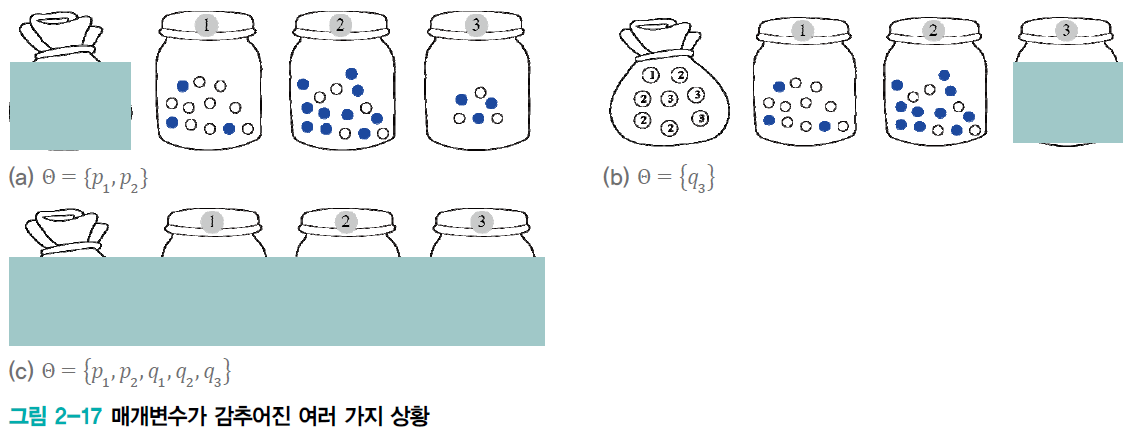 1 2 3
1 2 3
1 2
2 3 3
2 2 3
(a) Θ = {p₁, p₂}
(b) Θ = {q₃}
1 2 3
(c) Θ = {p₁, p₂, q₁, q₂, q₃}
그림 2-17 매개변수가 감추어진 여러 가지 상황